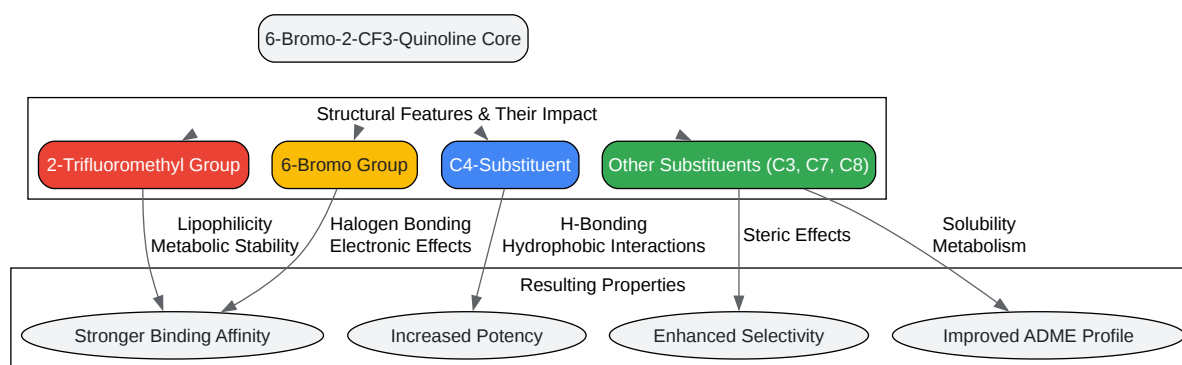 6-Bromo-2-CF3-Quinoline Core
Structural Features & Their Impact
2-Trifluoromethyl Group
6-Bromo Group
C4-Substituent
Other Substituents (C3, C7, C8)
Lipophilicity
Metabolic Stability
Halogen Bonding
Electronic Effects
H-Bonding
Hydrophobic Interactions
Steric Effects
Solubility
Metabolism
Resulting Properties
Stronger Binding Affinity
Increased Potency
Enhanced Selectivity
Improved ADME Profile